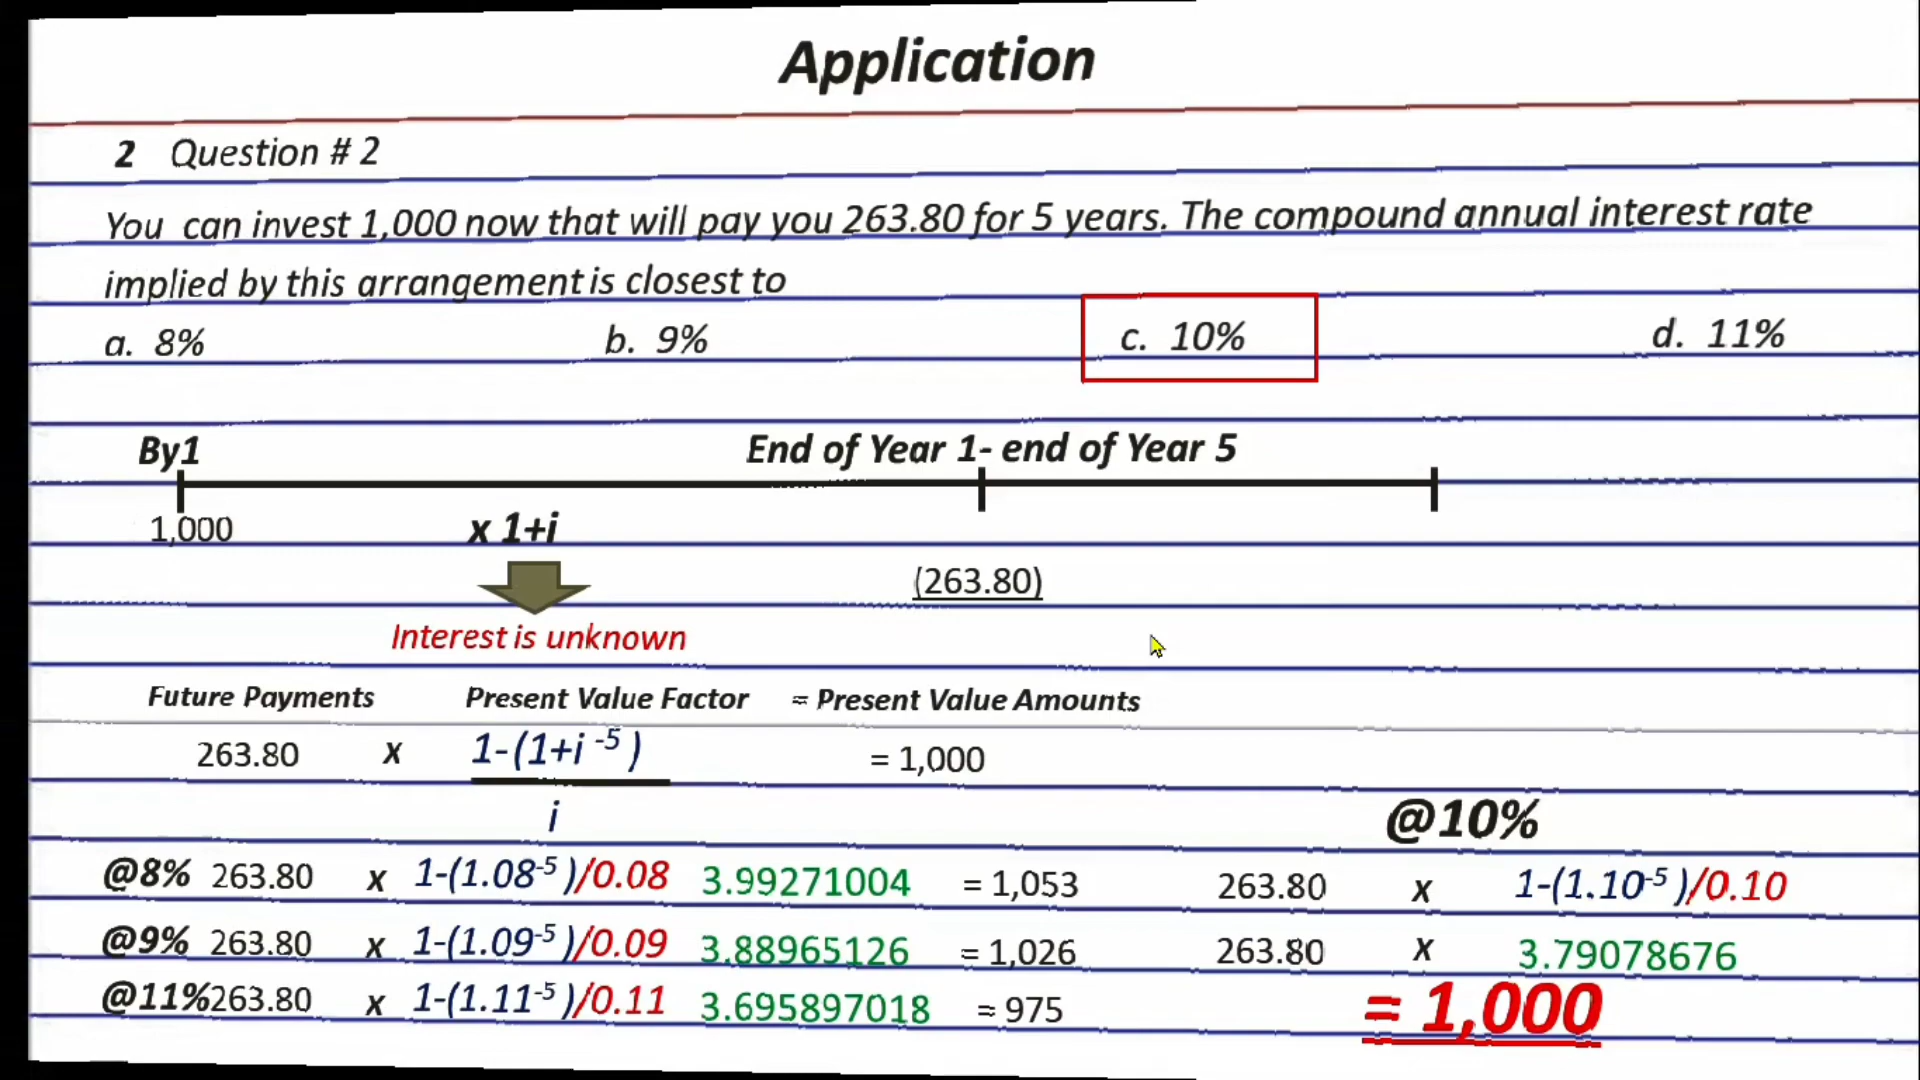 Application
2 Question # 2
You can invest 1,000 now that will pay you 263.80 for 5 years. The compound annual interest rate
implied by this arrangement is closest to
a. 8% b. 9% c. 10% d. 11%
By1 End of Year 1- end of Year 5
1,000 x 1+i
(263.80)
Interest is unknown
Future Payments Present Value Factor = Present Value Amounts
263.80 x 1-(1+i⁻⁵) = 1,000
i @10%
@8% 263.80 x 1-(1.08⁻⁵)/0.08 3.99271004 = 1,053 263.80 x 1-(1.10⁻⁵)/0.10
@9% 263.80 x 1-(1.09⁻⁵)/0.09 3.88965126 = 1,026 263.80 x 3.79078676
@11% 263.80 x 1-(1.11⁻⁵)/0.11 3.695897018 = 975 = 1,000